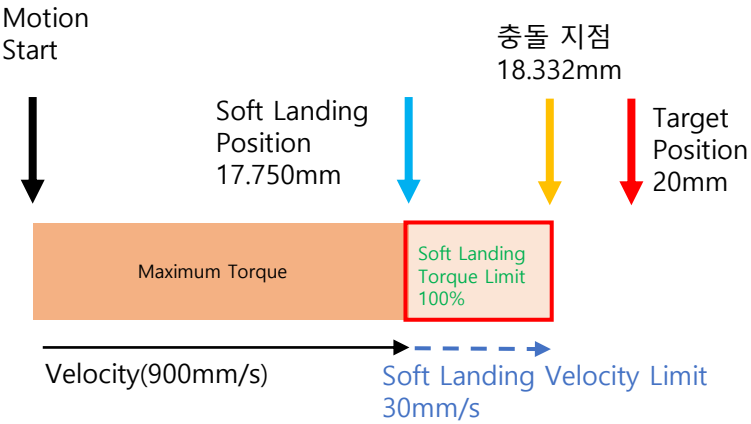 Motion
Start
충돌 지점
18.332mm
Soft Landing
Position
17.750mm
Target
Position
20mm
Maximum Torque
Soft Landing
Torque Limit
100%
Velocity(900mm/s)
Soft Landing Velocity Limit
30mm/s